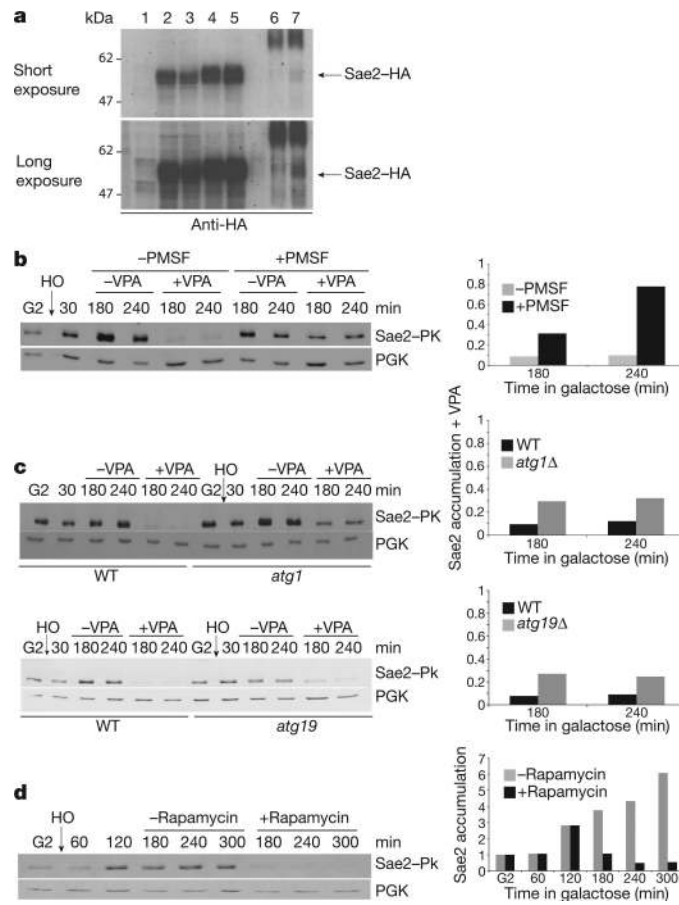 a kDa 1 2 3 4 5 6 7
Short exposure
62
47
Sae2–HA
Long exposure
62
47
Sae2–HA
Anti-HA
b
–PMSF +PMSF
HO –VPA +VPA –VPA +VPA
G2 30 180 240 180 240 180 240 180 240 min
Sae2–PK
PGK
–PMSF
+PMSF
1
0.8
0.6
0.4
0.2
0
180 240
Time in galactose (min)
c
–VPA +VPA HO –VPA +VPA
G2 30 180 240 180 240 G2 30 180 240 180 240 min
Sae2–PK
PGK
WT atg1
Sae2 accumulation + VPA
WT
atg1Δ
1
0.8
0.6
0.4
0.2
0
180 240
Time in galactose (min)
HO –VPA +VPA HO –VPA +VPA
G2 30 180 240 180 240 G2 30 180 240 180 240 min
Sae2–Pk
PGK
WT atg19
WT
atg19Δ
1
0.8
0.6
0.4
0.2
0
180 240
Time in galactose (min)
d
HO –Rapamycin +Rapamycin
G2 60 120 180 240 300 180 240 300 min
Sae2–Pk
PGK
Sae2 accumulation
–Rapamycin
+Rapamycin
7
6
5
4
3
2
1
0
G2 60 120 180 240 300
Time in galactose (min)